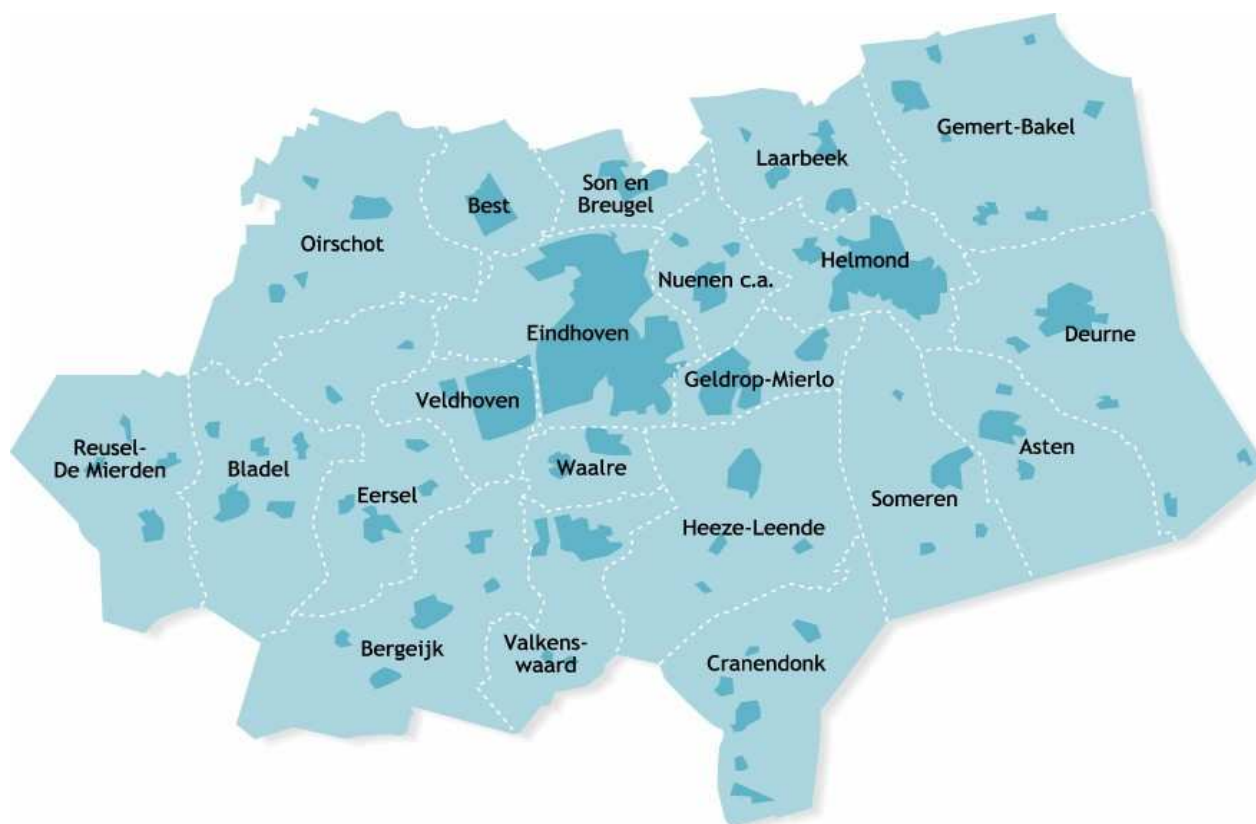 Gemert-Bakel
Laarbeek
Son en
Breugel
Best
Oirschot
Helmond
Nuenen c.a.
Eindhoven
Deurne
Geldrop-Mierlo
Veldhoven
Reusel-
De Mierden
Bladel
Waalre
Asten
Eersel
Someren
Heeze-Leende
Bergeijk
Valkens-
waard
Cranendonk